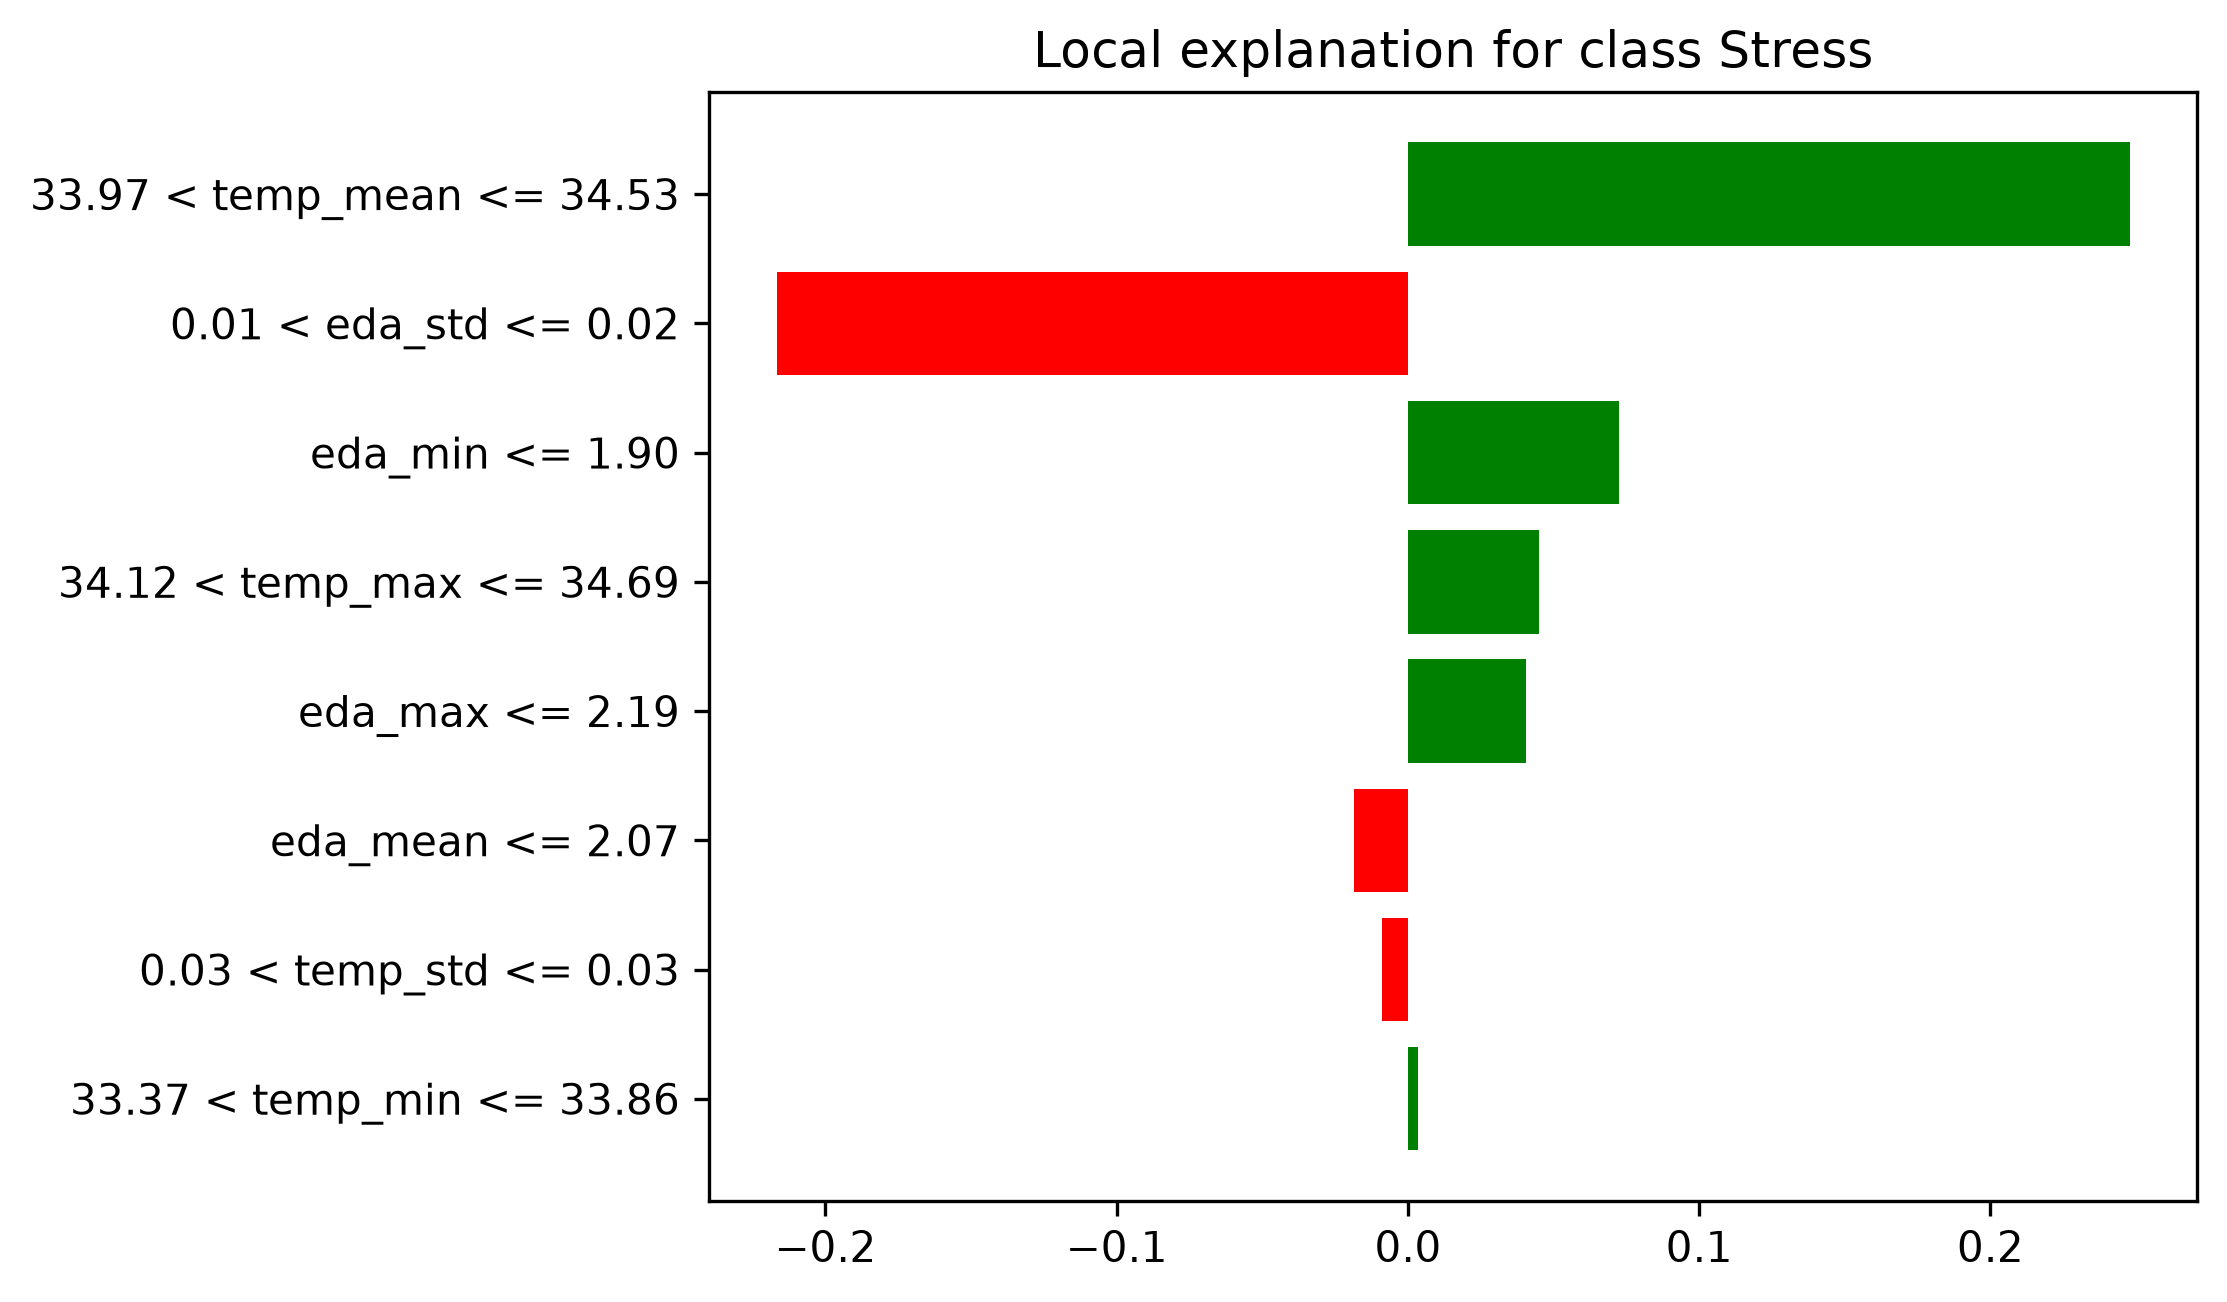 Local explanation for class Stress
33.97 < temp_mean <= 34.53
0.01 < eda_std <= 0.02
eda_min <= 1.90
34.12 < temp_max <= 34.69
eda_max <= 2.19
eda_mean <= 2.07
0.03 < temp_std <= 0.03
33.37 < temp_min <= 33.86
−0.2 −0.1 0.0 0.1 0.2